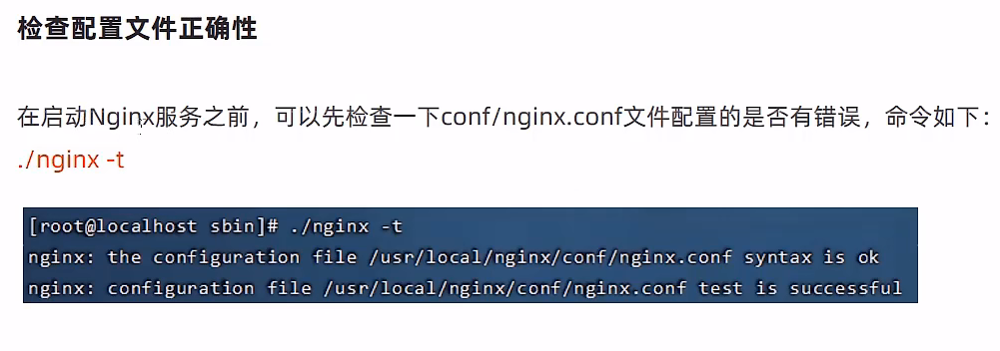 检查配置文件正确性
在启动Nginx服务之前，可以先检查一下conf/nginx.conf文件配置的是否有错误，命令如下：
./nginx -t
[root@localhost sbin]# ./nginx -t
nginx: the configuration file /usr/local/nginx/conf/nginx.conf syntax is ok
nginx: configuration file /usr/local/nginx/conf/nginx.conf test is successful